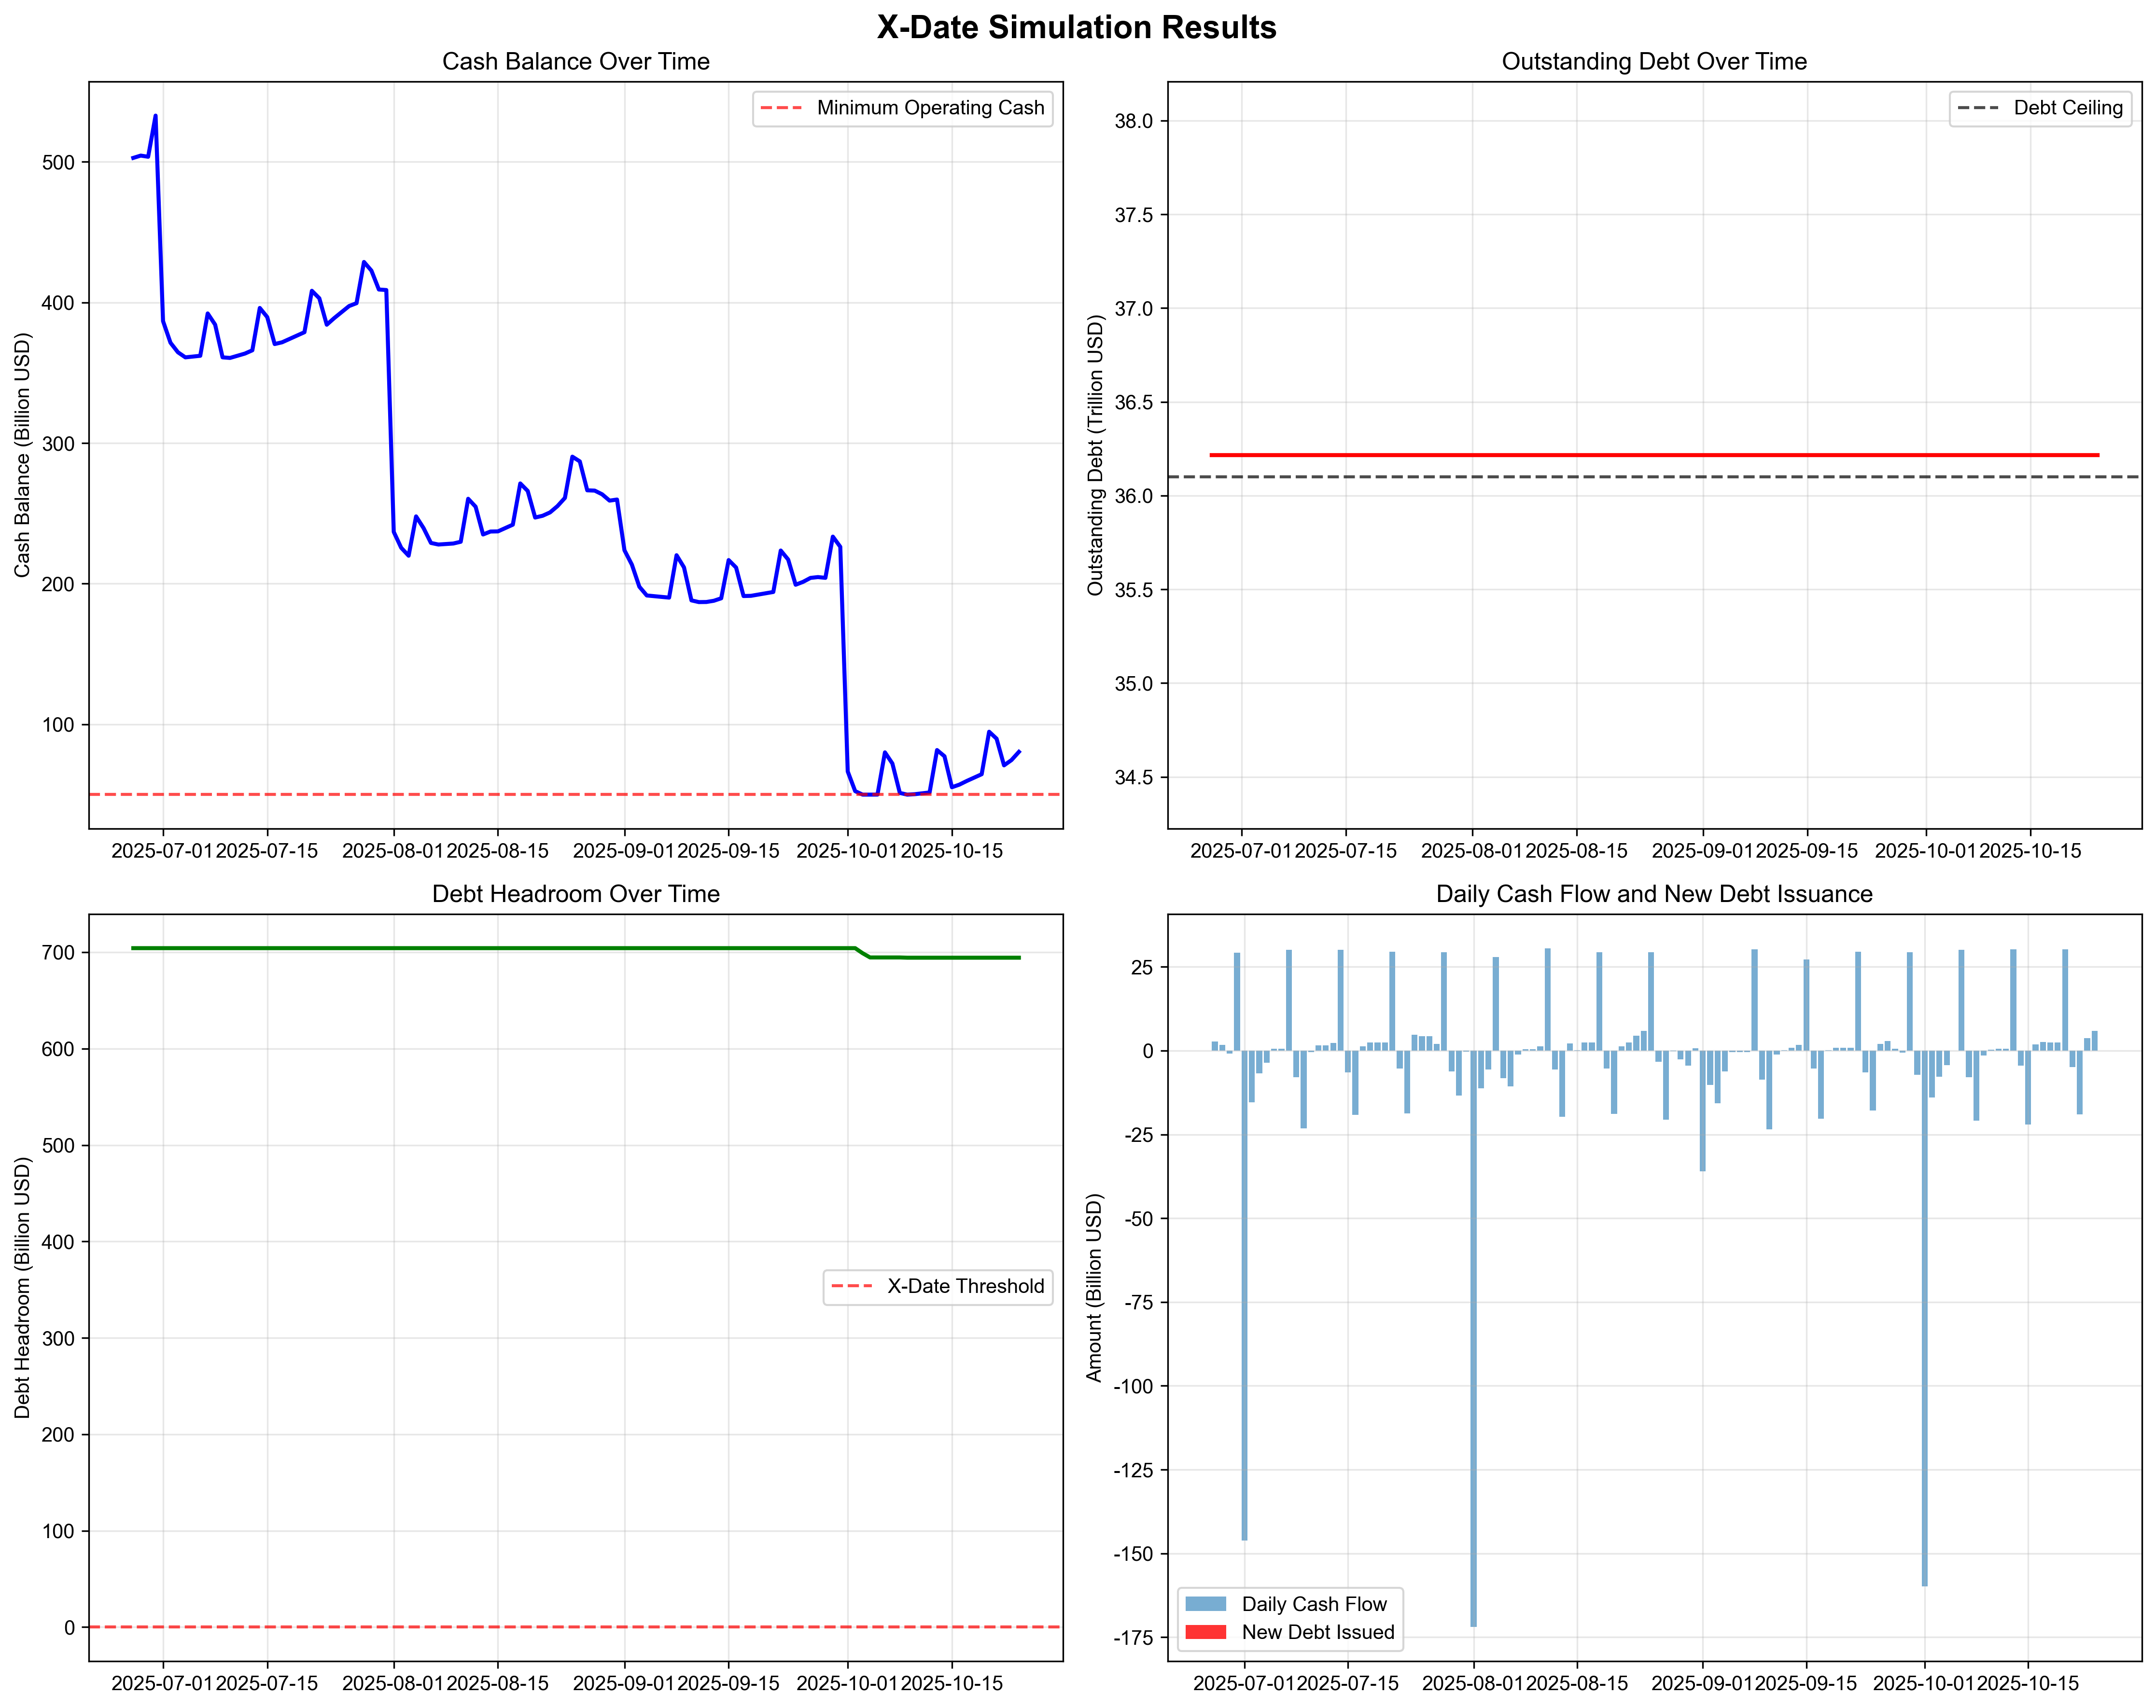 X-Date Simulation Results
Cash Balance Over Time
Minimum Operating Cash
Cash Balance (Billion USD)
500
400
300
200
100
2025-07-01 2025-07-15 2025-08-01 2025-08-15 2025-09-01 2025-09-15 2025-10-01 2025-10-15
Outstanding Debt Over Time
Debt Ceiling
Outstanding Debt (Trillion USD)
38.0
37.5
37.0
36.5
36.0
35.5
35.0
34.5
2025-07-01 2025-07-15 2025-08-01 2025-08-15 2025-09-01 2025-09-15 2025-10-01 2025-10-15
Debt Headroom Over Time
X-Date Threshold
Debt Headroom (Billion USD)
700
600
500
400
300
200
100
0
2025-07-01 2025-07-15 2025-08-01 2025-08-15 2025-09-01 2025-09-15 2025-10-01 2025-10-15
Daily Cash Flow and New Debt Issuance
Amount (Billion USD)
25
0
-25
-50
-75
-100
-125
-150
-175
Daily Cash Flow
New Debt Issued
2025-07-01 2025-07-15 2025-08-01 2025-08-15 2025-09-01 2025-09-15 2025-10-01 2025-10-15